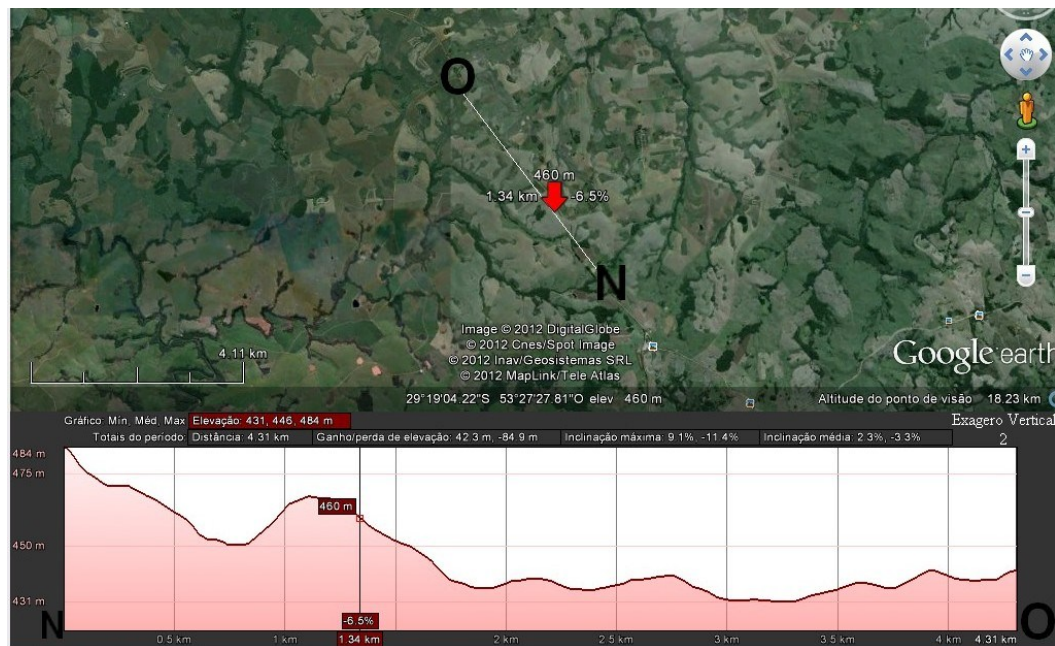 O
460 m
1.34 km -6.5%
N
Image © 2012 DigitalGlobe
© 2012 Cnes/Spot Image
© 2012 Inav/Geosistemas SRL
© 2012 MapLink/Tele Atlas
Google earth
4.11 km
29°19'04.22"S 53°27'27.81"O elev 460 m
Altitude do ponto de visão 18.23 km
Gráfico: Mín, Méd, Max Elevação: 431, 446, 484 m
Exagero Vertical
2
Totais do período: Distância: 4.31 km Ganho/perda de elevação: 42.3 m, -84.9 m Inclinação máxima: 9.1%, -11.4% Inclinação média: 2.3%, -3.3%
484 m
475 m
460 m
450 m
431 m
N
-6.5%
O
0.5 km 1 km 1.34 km 2 km 2.5 km 3 km 3.5 km 4 km 4.31 km